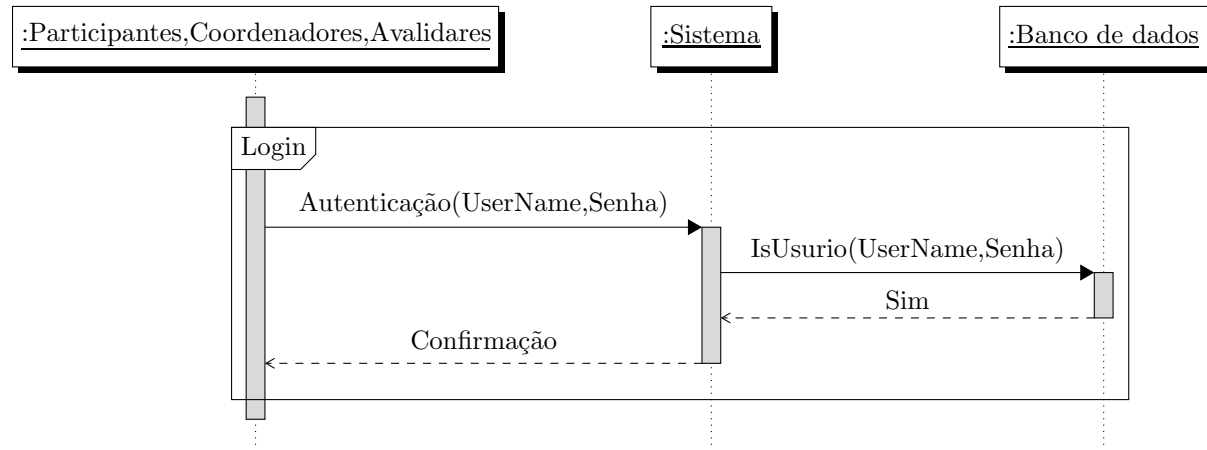 :Participantes,Coordenadores,Avalidares
:Sistema
:Banco de dados
Login
Autenticação(UserName,Senha)
IsUsurio(UserName,Senha)
Sim
Confirmação